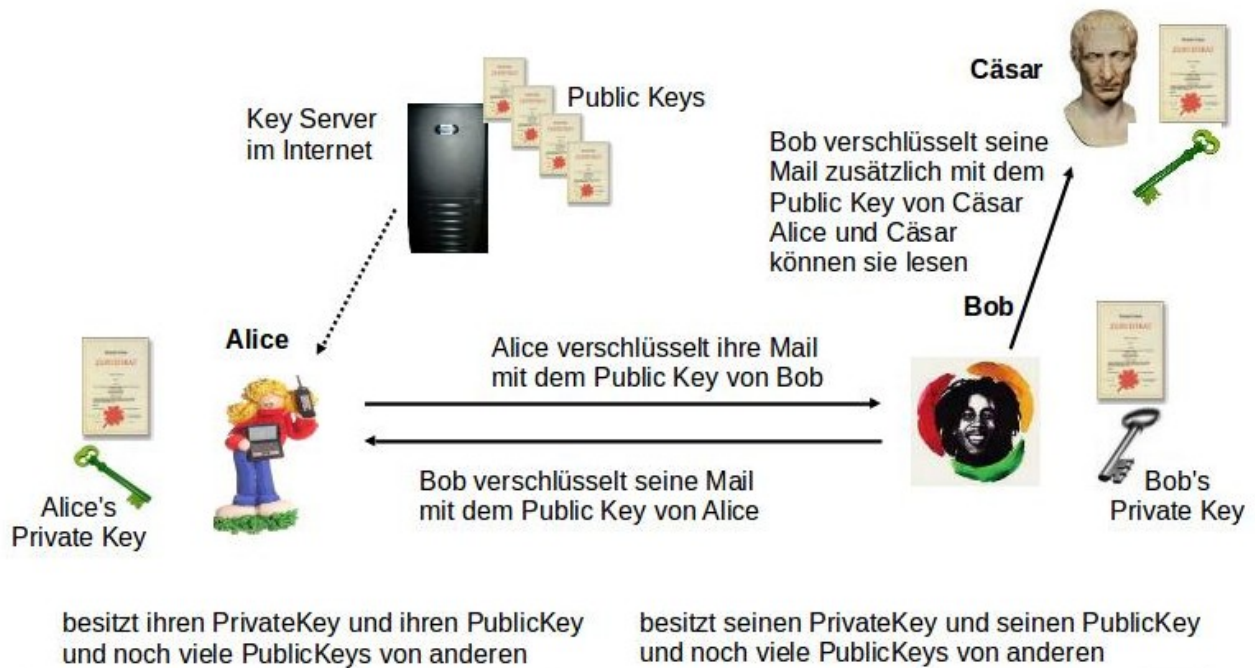 Cäsar
Public Keys
Key Server
im Internet
Bob verschlüsselt seine
Mail zusätzlich mit dem
Public Key von Cäsar
Alice und Cäsar
können sie lesen
Bob
Alice
Alice verschlüsselt ihre Mail
mit dem Public Key von Bob
Bob verschlüsselt seine Mail
mit dem Public Key von Alice
Alice's
Private Key
Bob's
Private Key
besitzt ihren PrivateKey und ihren PublicKey
und noch viele PublicKeys von anderen
besitzt seinen PrivateKey und seinen PublicKey
und noch viele PublicKeys von anderen